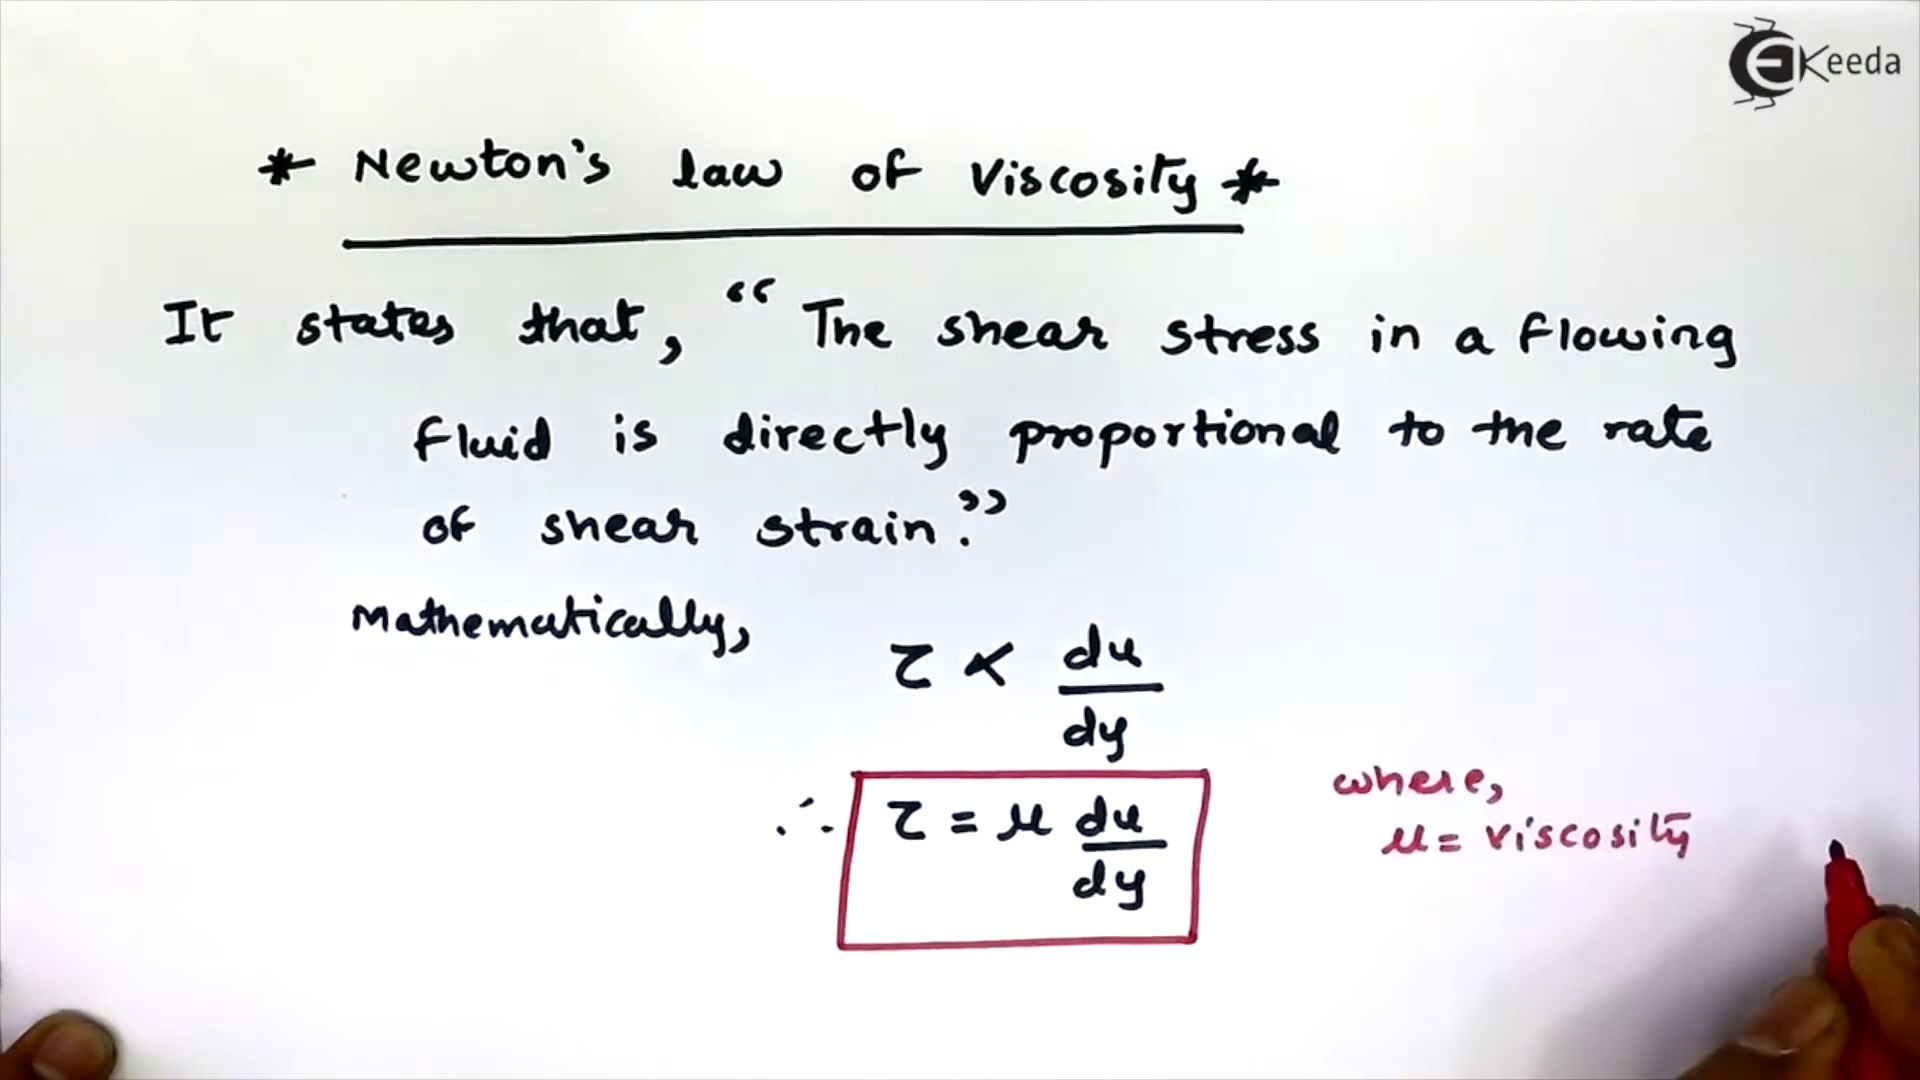 EKeeda
* Newton's law of Viscosity *
It states that, “The shear stress in a flowing
fluid is directly proportional to the rate
of shear strain.”
Mathematically,
τ ∝ du/dy
∴ τ = μ du/dy
where,
μ = viscosity